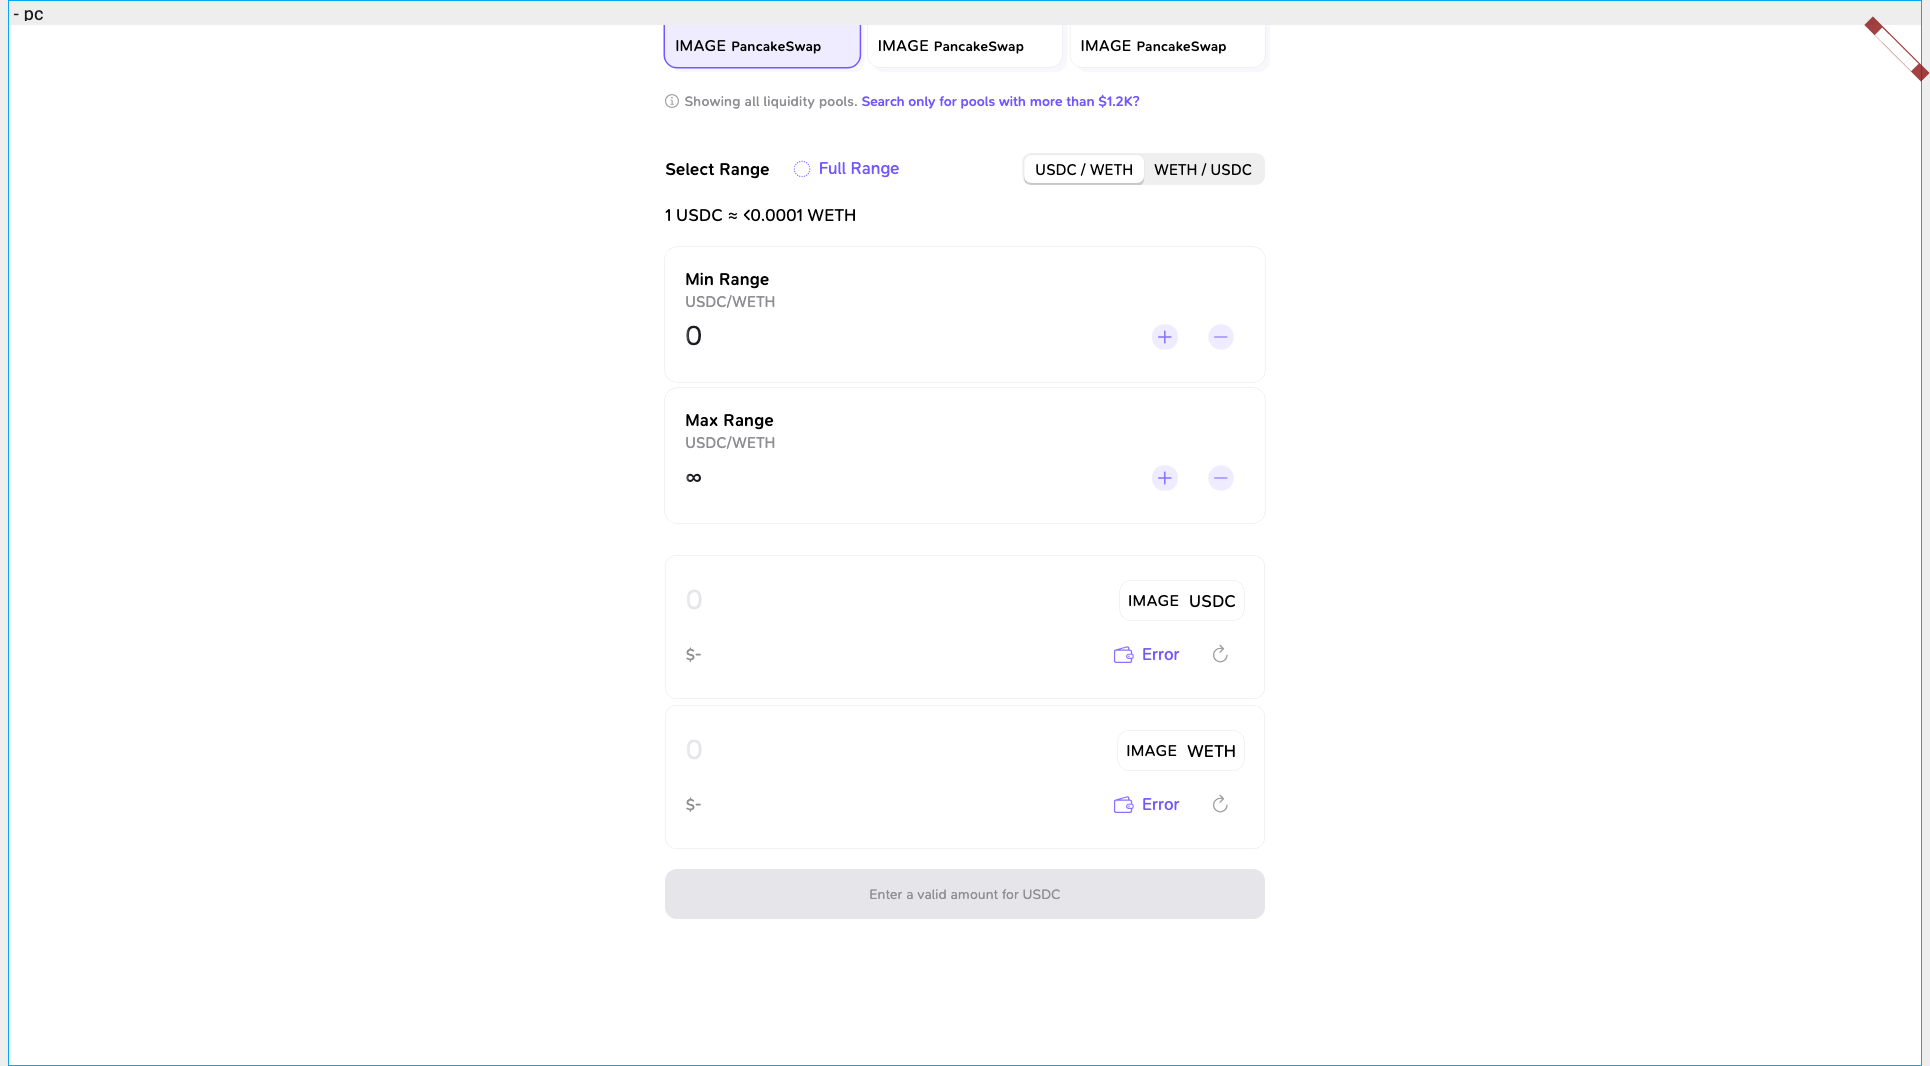 - pc
IMAGE PancakeSwap IMAGE PancakeSwap IMAGE PancakeSwap
Showing all liquidity pools. Search only for pools with more than $1.2K?
Select Range Full Range USDC / WETH WETH / USDC
1 USDC ≈ <0.0001 WETH
Min Range
USDC/WETH
0
Max Range
USDC/WETH
∞
0 IMAGE USDC
$- Error
0 IMAGE WETH
$- Error
Enter a valid amount for USDC